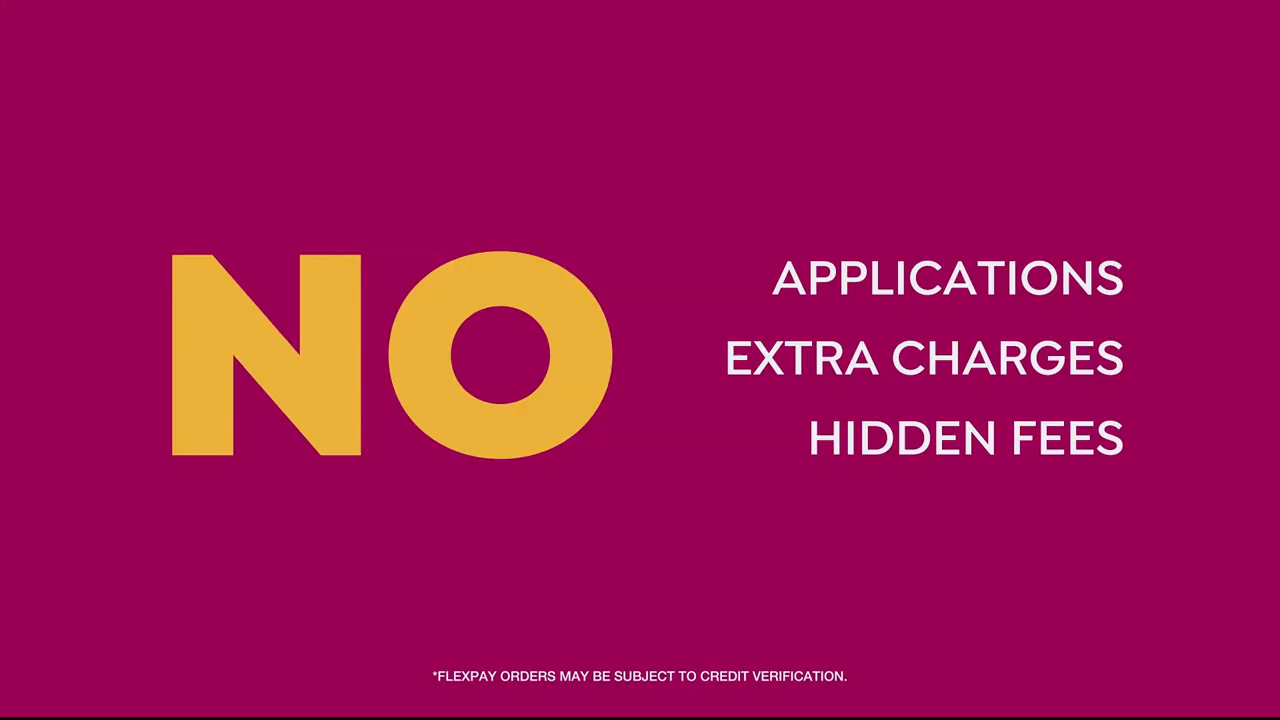 NO
APPLICATIONS
EXTRA CHARGES
HIDDEN FEES
*FLEXPAY ORDERS MAY BE SUBJECT TO CREDIT VERIFICATION.